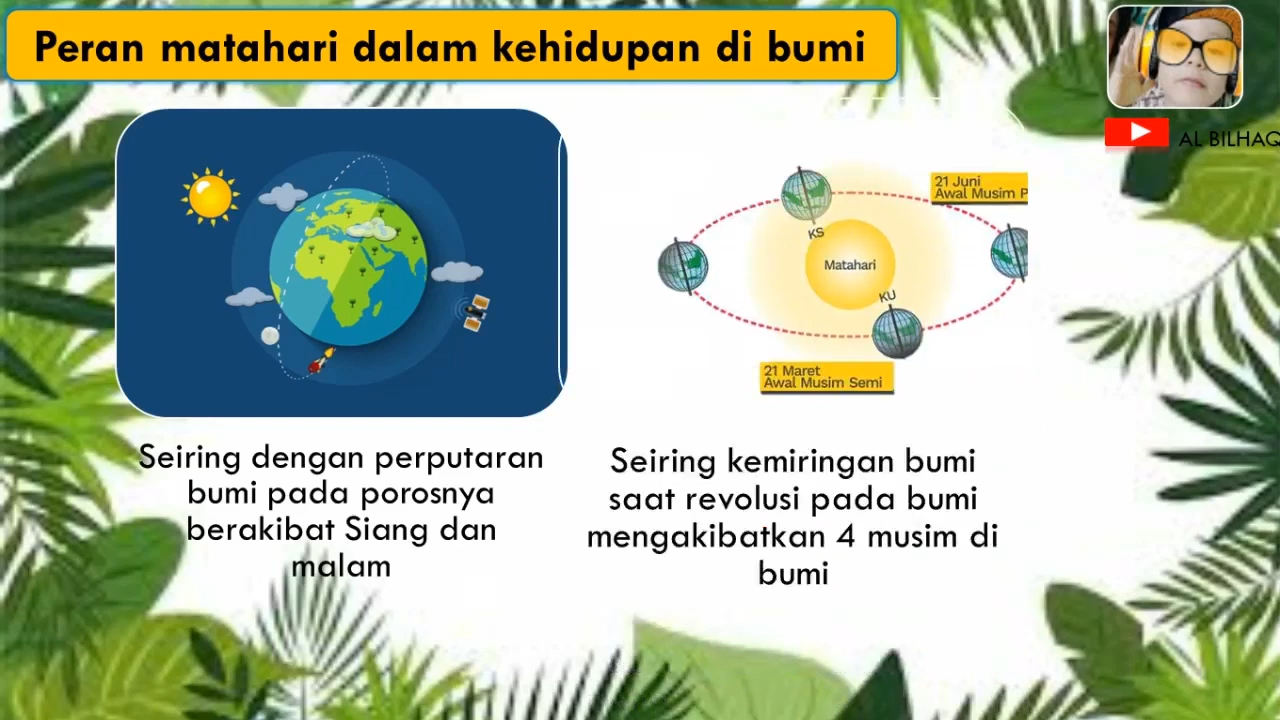 Peran matahari dalam kehidupan di bumi
AL BILHAQ
21 Juni
Awal Musim P
KS
Matahari
KU
21 Maret
Awal Musim Semi
Seiring dengan perputaran
bumi pada porosnya
berakibat Siang dan
malam
Seiring kemiringan bumi
saat revolusi pada bumi
mengakibatkan 4 musim di
bumi